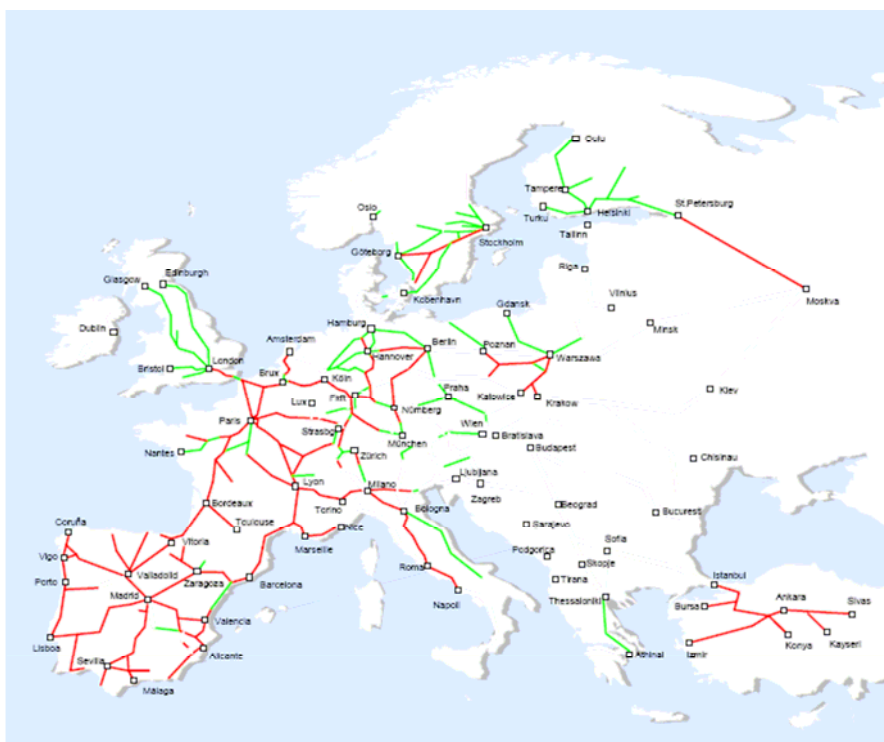 Oulu
Tampere
Turku
Helsinki
St.Petersburg
Tallinn
Oslo
Stockholm
Göteborg
Riga
Edinburgh
Glasgow
Kobenhavn
Gdansk
Vilnius
Moskva
Minsk
Dublin
Hamburg
Amsterdam
Hannover
Berlin
Poznan
Warszawa
Bristol
London
Brux
Köln
Kiev
Lux
Fkft
Praha
Katowice
Krakow
Nürnberg
Paris
Strasbg
Wien
Bratislava
Budapest
Nantes
München
Zürich
Chisinau
Lyon
Milano
Ljubljana
Zagreb
Bordeaux
Torino
Bologna
Beograd
Bucuresti
Coruña
Toulouse
Nice
Sarajevo
Vitoria
Marseille
Sofia
Vigo
Podgorica
Skopje
Valladolid
Zaragoza
Barcelona
Roma
Tirana
Istanbul
Porto
Madrid
Napoli
Thessaloniki
Bursa
Ankara
Sivas
Valencia
Lisboa
Konya
Kayseri
Izmir
Sevilla
Alicante
Athinai
Málaga